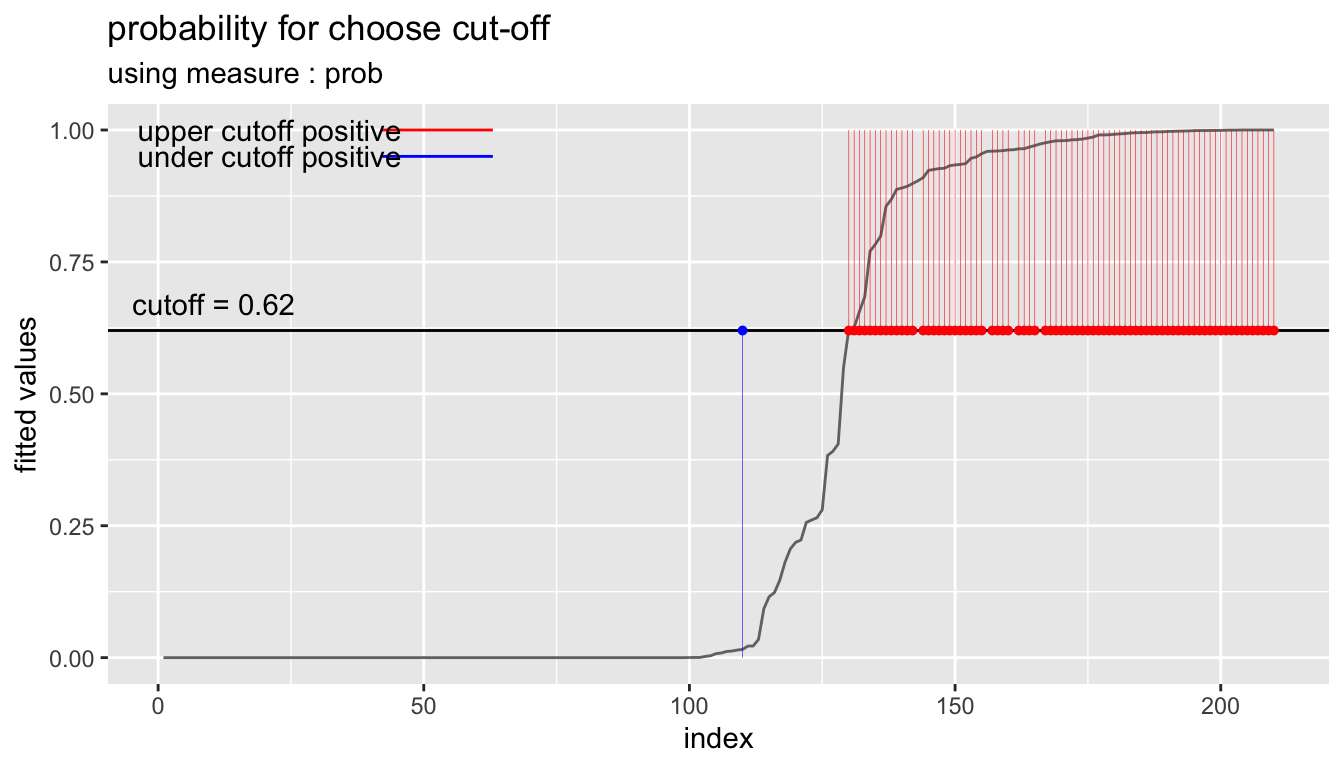 probability for choose cut-off
using measure : prob
upper cutoff positive
under cutoff positive
cutoff = 0.62
fitted values
1.00
0.75
0.50
0.25
0.00
0 50 100 150 200
index